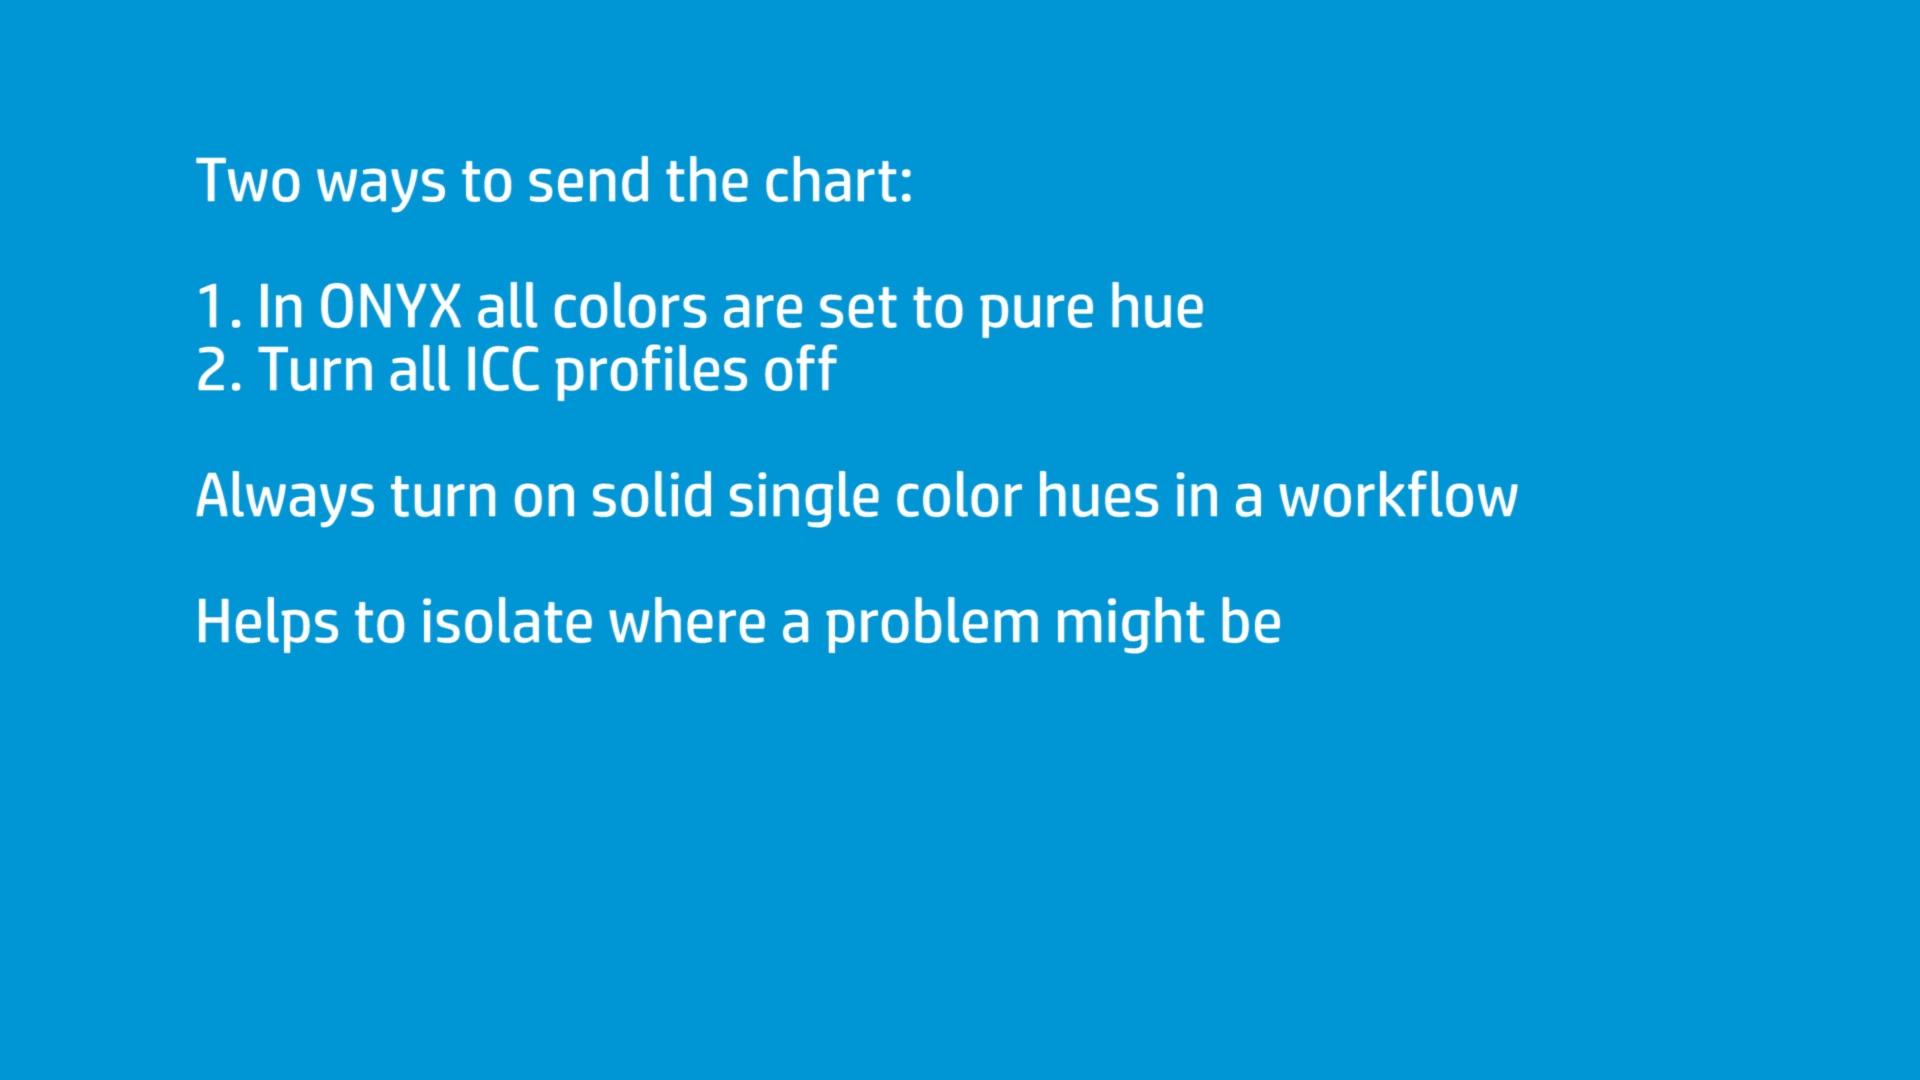 Two ways to send the chart:
1. In ONYX all colors are set to pure hue
2. Turn all ICC profiles off
Always turn on solid single color hues in a workflow
Helps to isolate where a problem might be